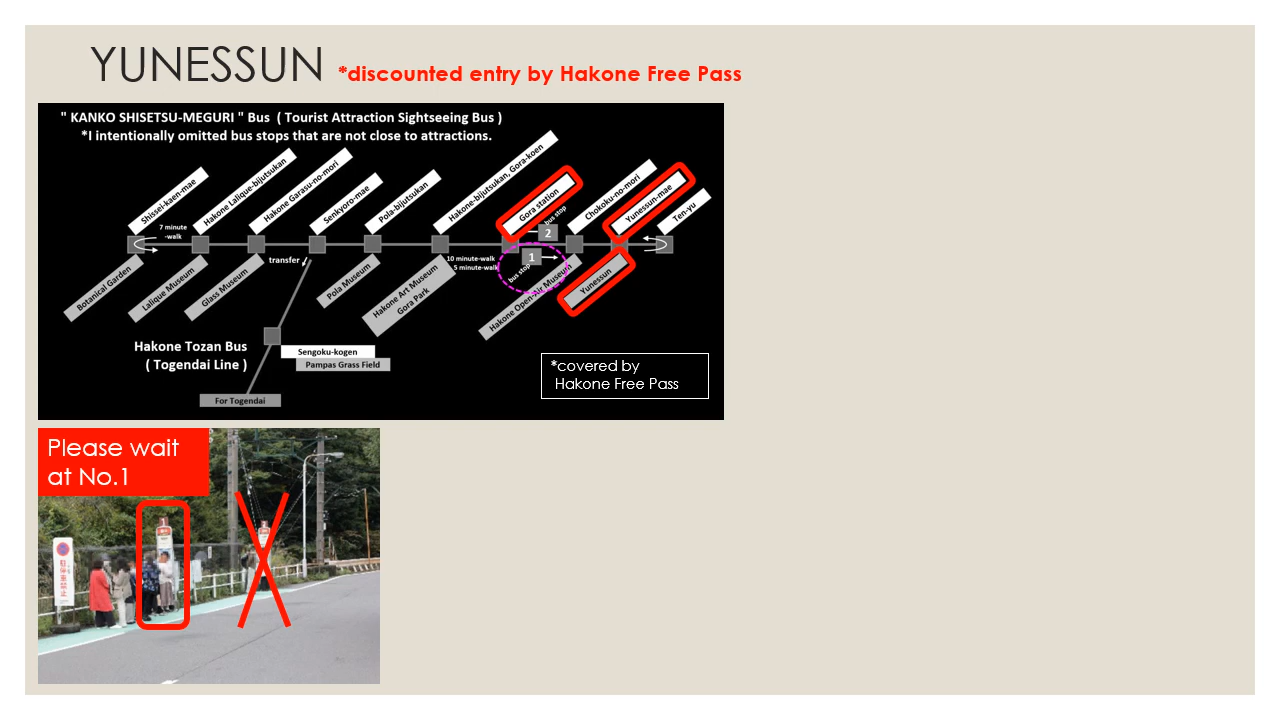 YUNESSUN *discounted entry by Hakone Free Pass
" KANKO SHISETSU-MEGURI " Bus ( Tourist Attraction Sightseeing Bus )
*I intentionally omitted bus stops that are not close to attractions.
Shissei-kaen-mae
Hakone Lalique-bijutsukan
Hakone Garasu-no-mori
Senkyoro-mae
Pola-bijutsukan
Hakone-bijutsukan, Gora-koen
Gora station
Chokoku-no-mori
Yunessun-mae
Ten-yu
7 minute
-walk
bus stop
2
1
bus stop
transfer
10 minute-walk
5 minute-walk
Botanical Garden
Lalique Museum
Glass Museum
Pola Museum
Hakone Art Museum
Gora Park
Hakone Open-Air Museum
Yunessun
Hakone Tozan Bus
( Togendai Line )
Sengoku-kogen
Pampas Grass Field
For Togendai
*covered by
Hakone Free Pass
Please wait
at No.1
駐車禁止